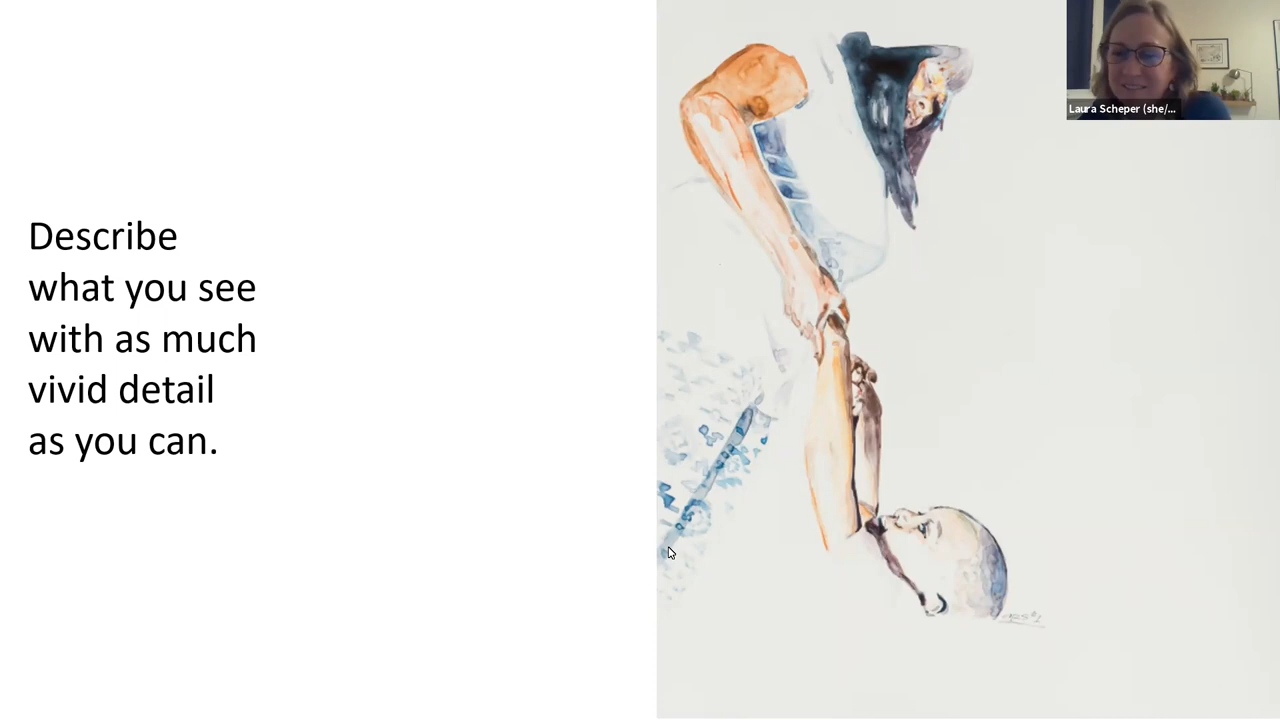 Describe
what you see
with as much
vivid detail
as you can.
Laura Scheper (she/...